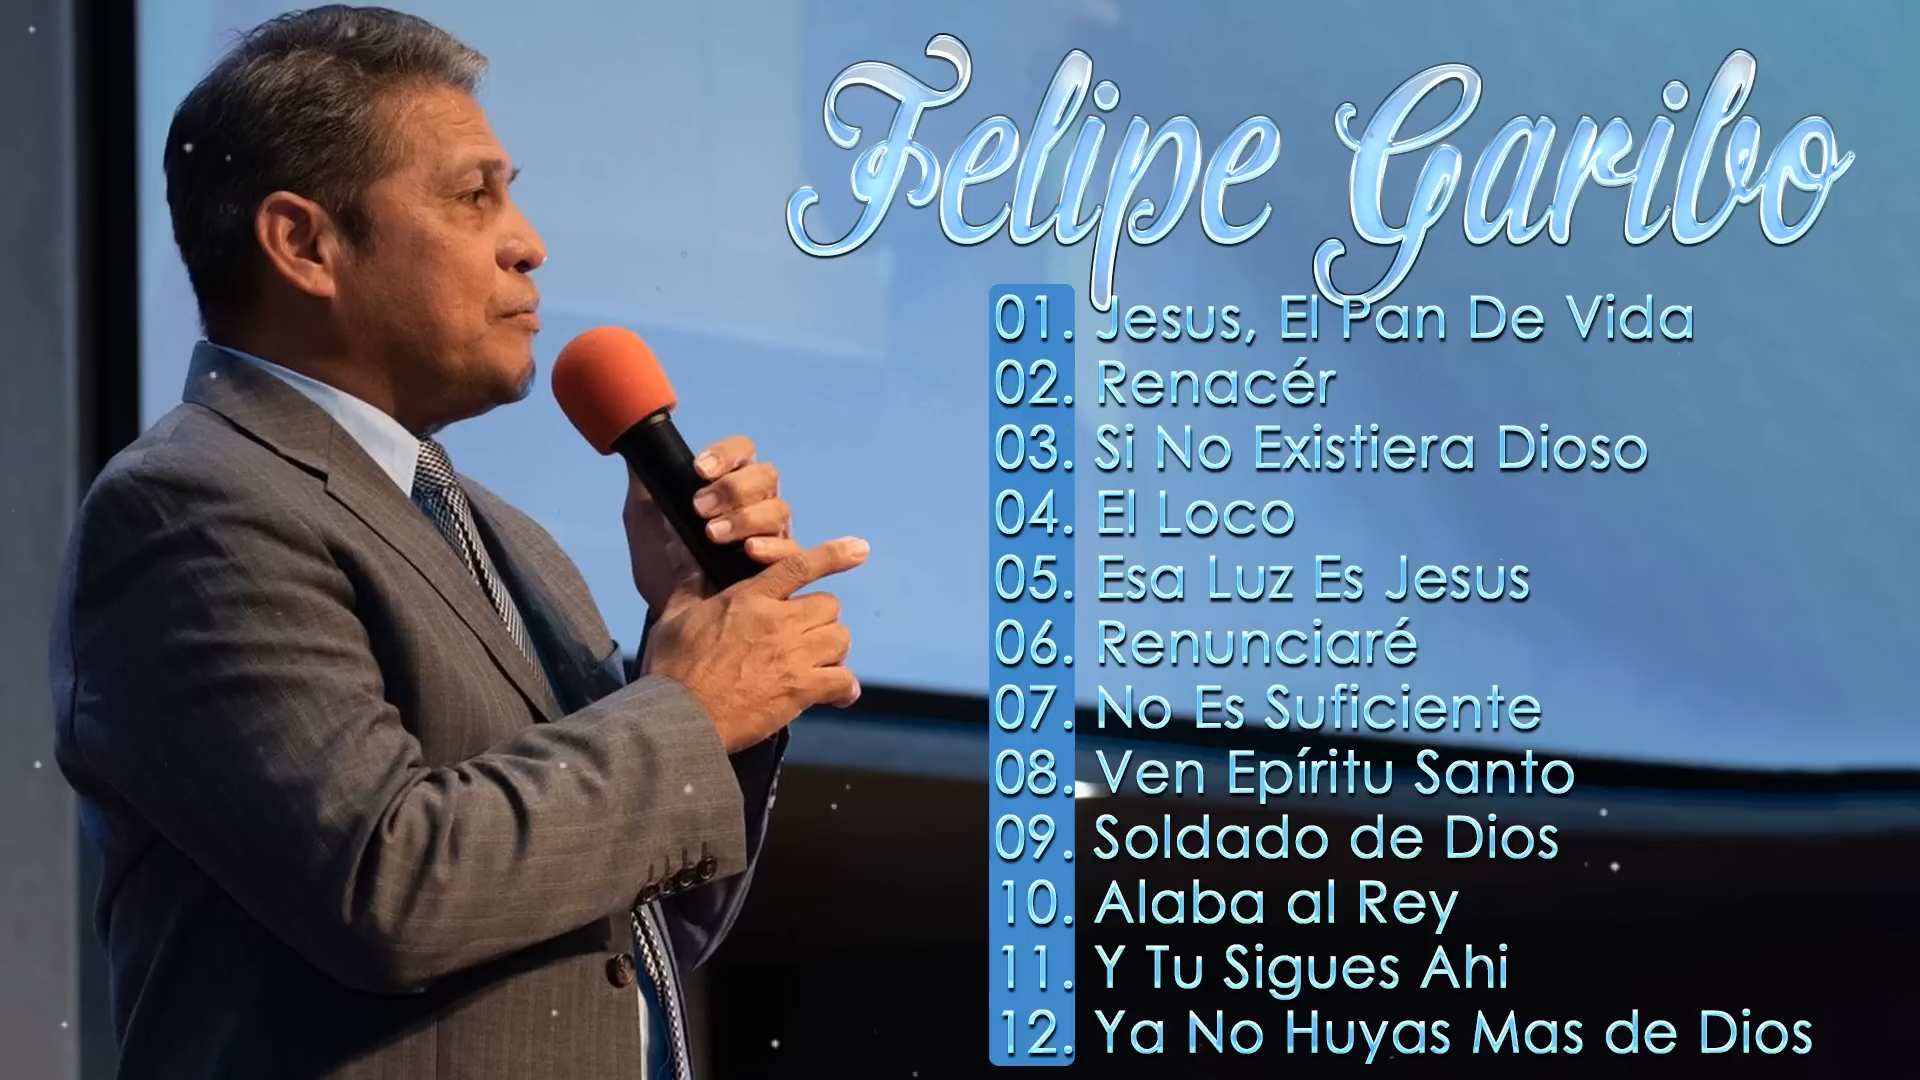 Felipe Garibo
01. Jesus, El Pan De Vida
02. Renacér
03. Si No Existiera Dioso
04. El Loco
05. Esa Luz Es Jesus
06. Renunciaré
07. No Es Suficiente
08. Ven Epíritu Santo
09. Soldado de Dios
10. Alaba al Rey
11. Y Tu Sigues Ahi
12. Ya No Huyas Mas de Dios